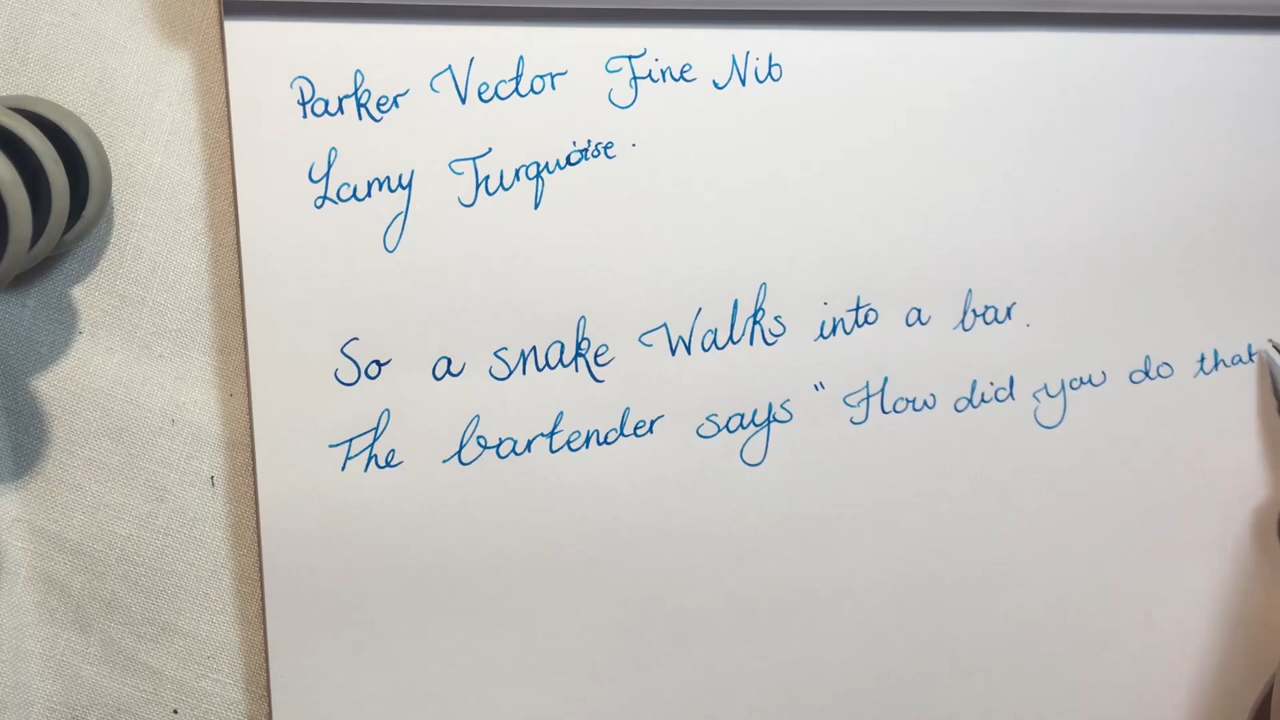 Parker Vector Fine Nib
Lamy Turquoise.
So a snake Walks into a bar.
The bartender says "How did you do that